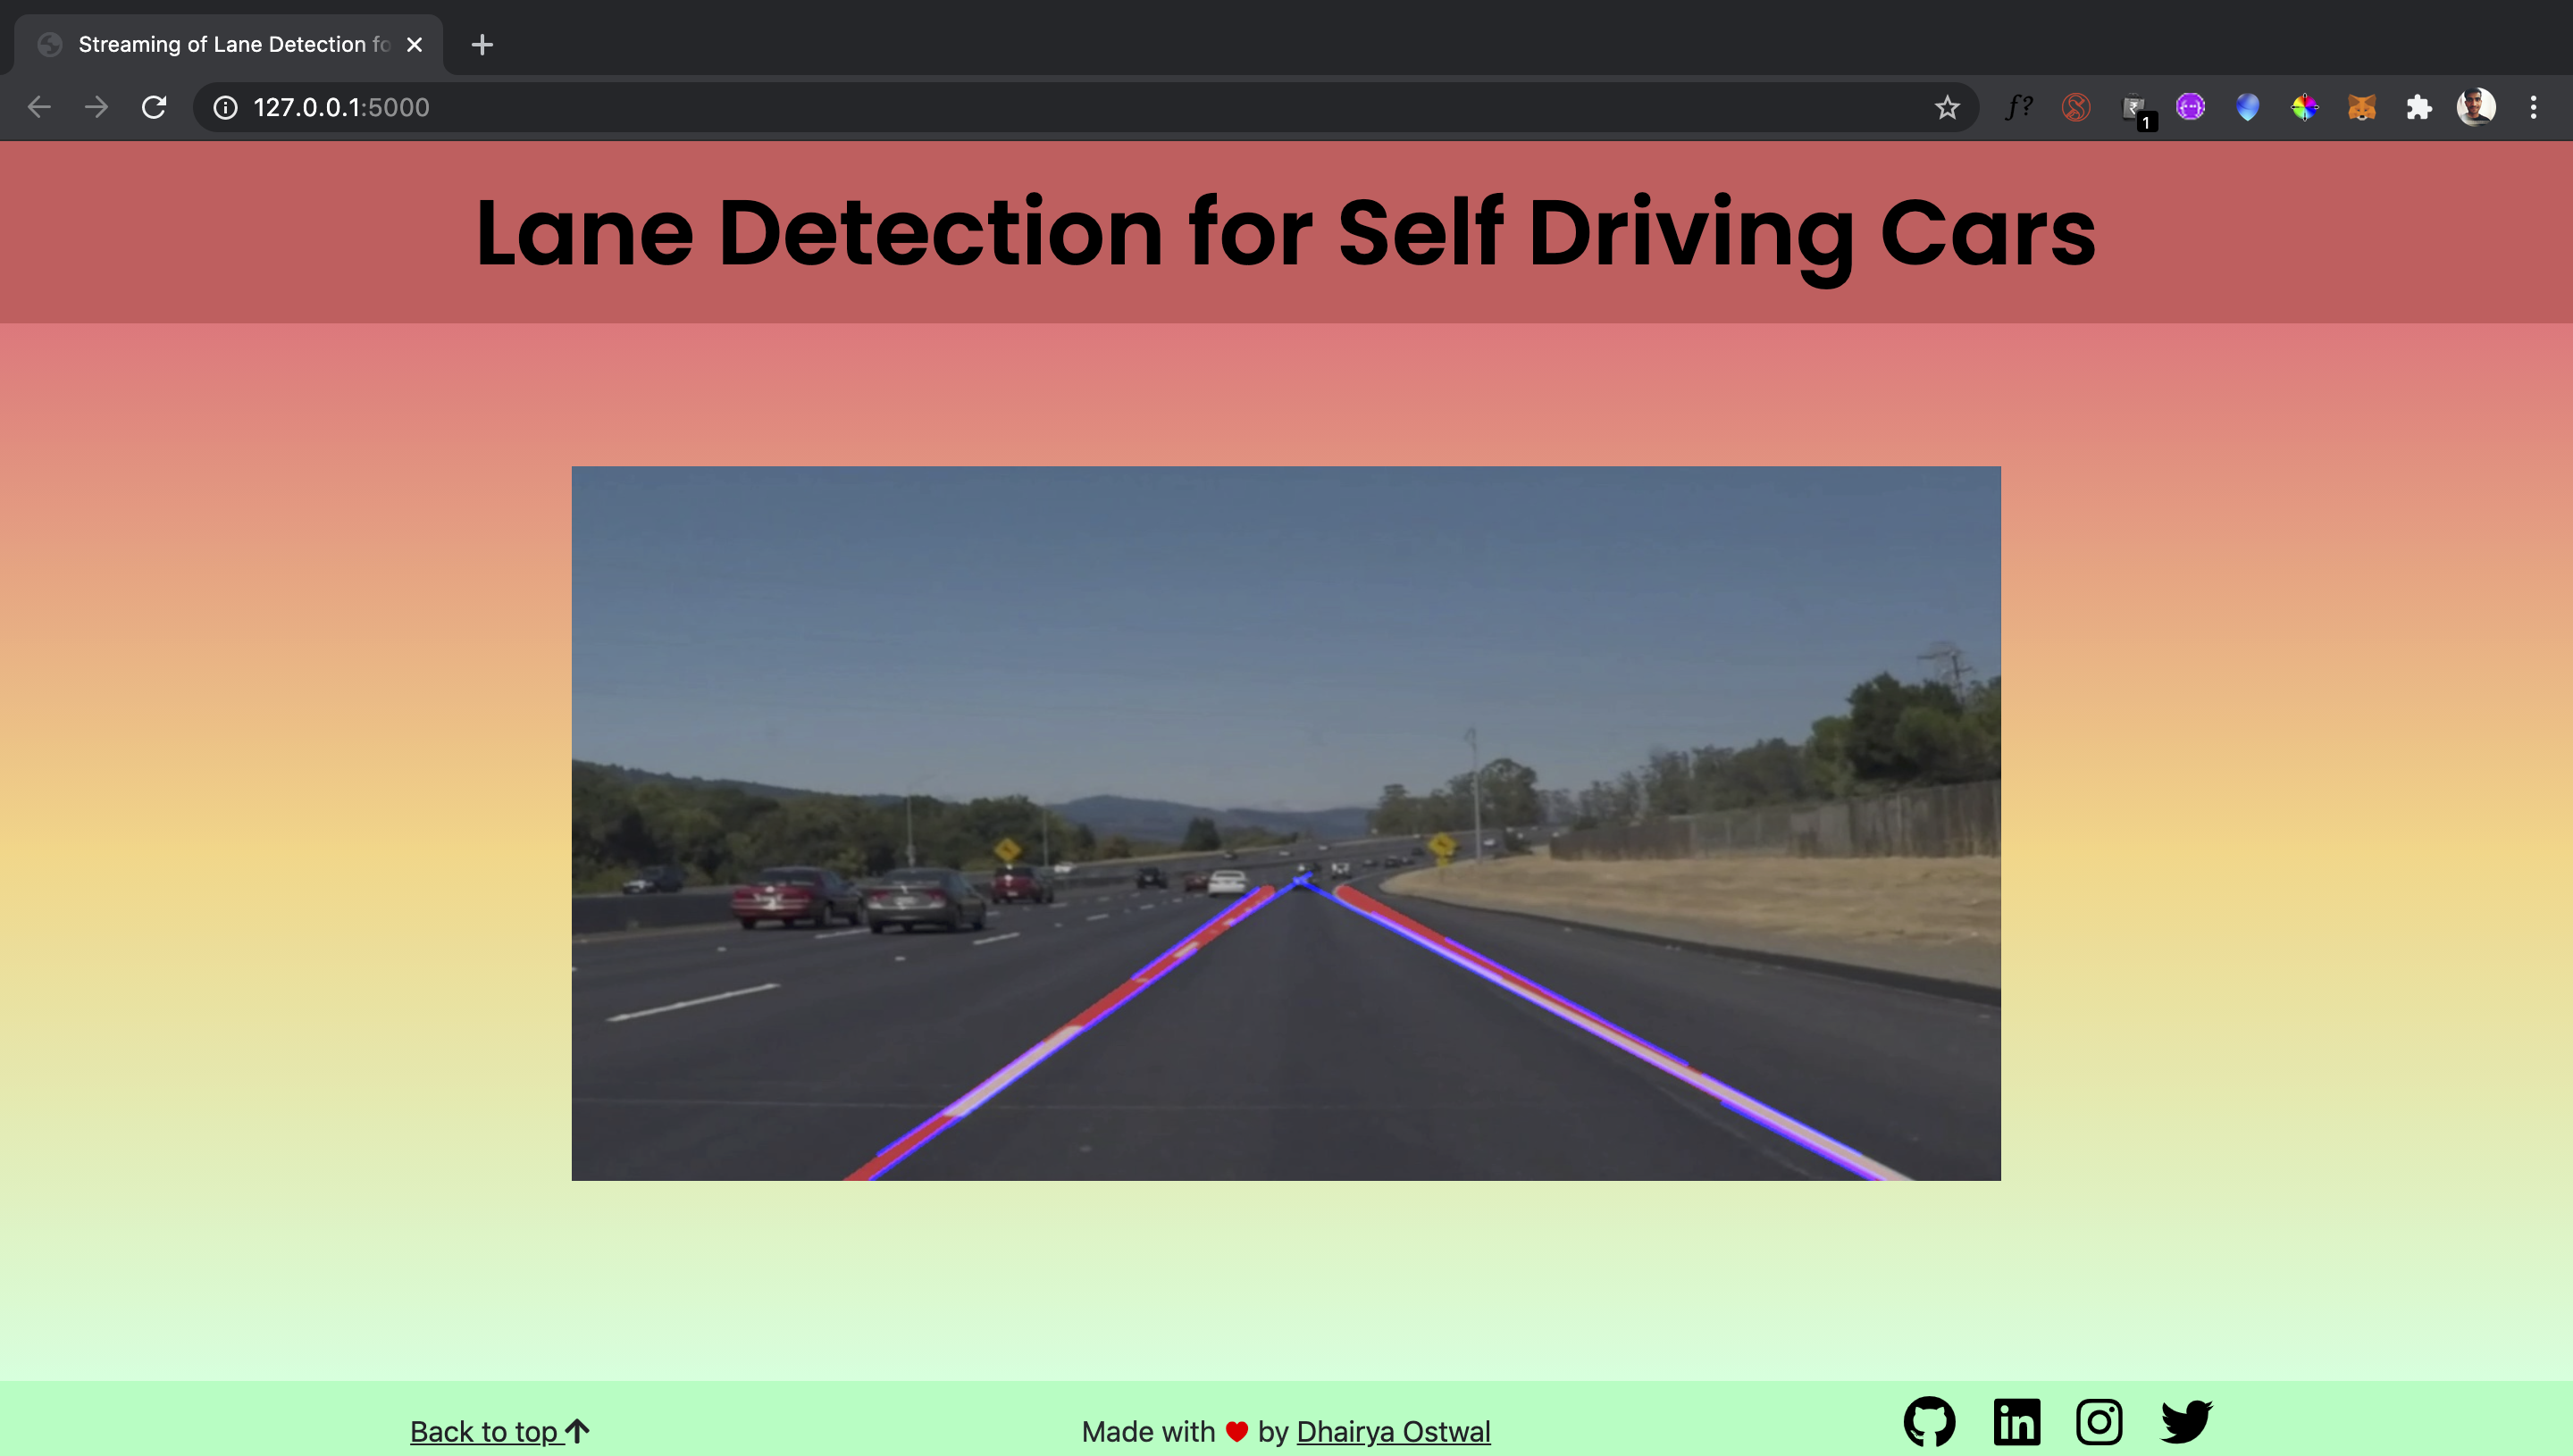 Streaming of Lane Detection fo
127.0.0.1:5000
f?
1
Lane Detection for Self Driving Cars
Back to top
Made with ❤ by Dhairya Ostwal
in